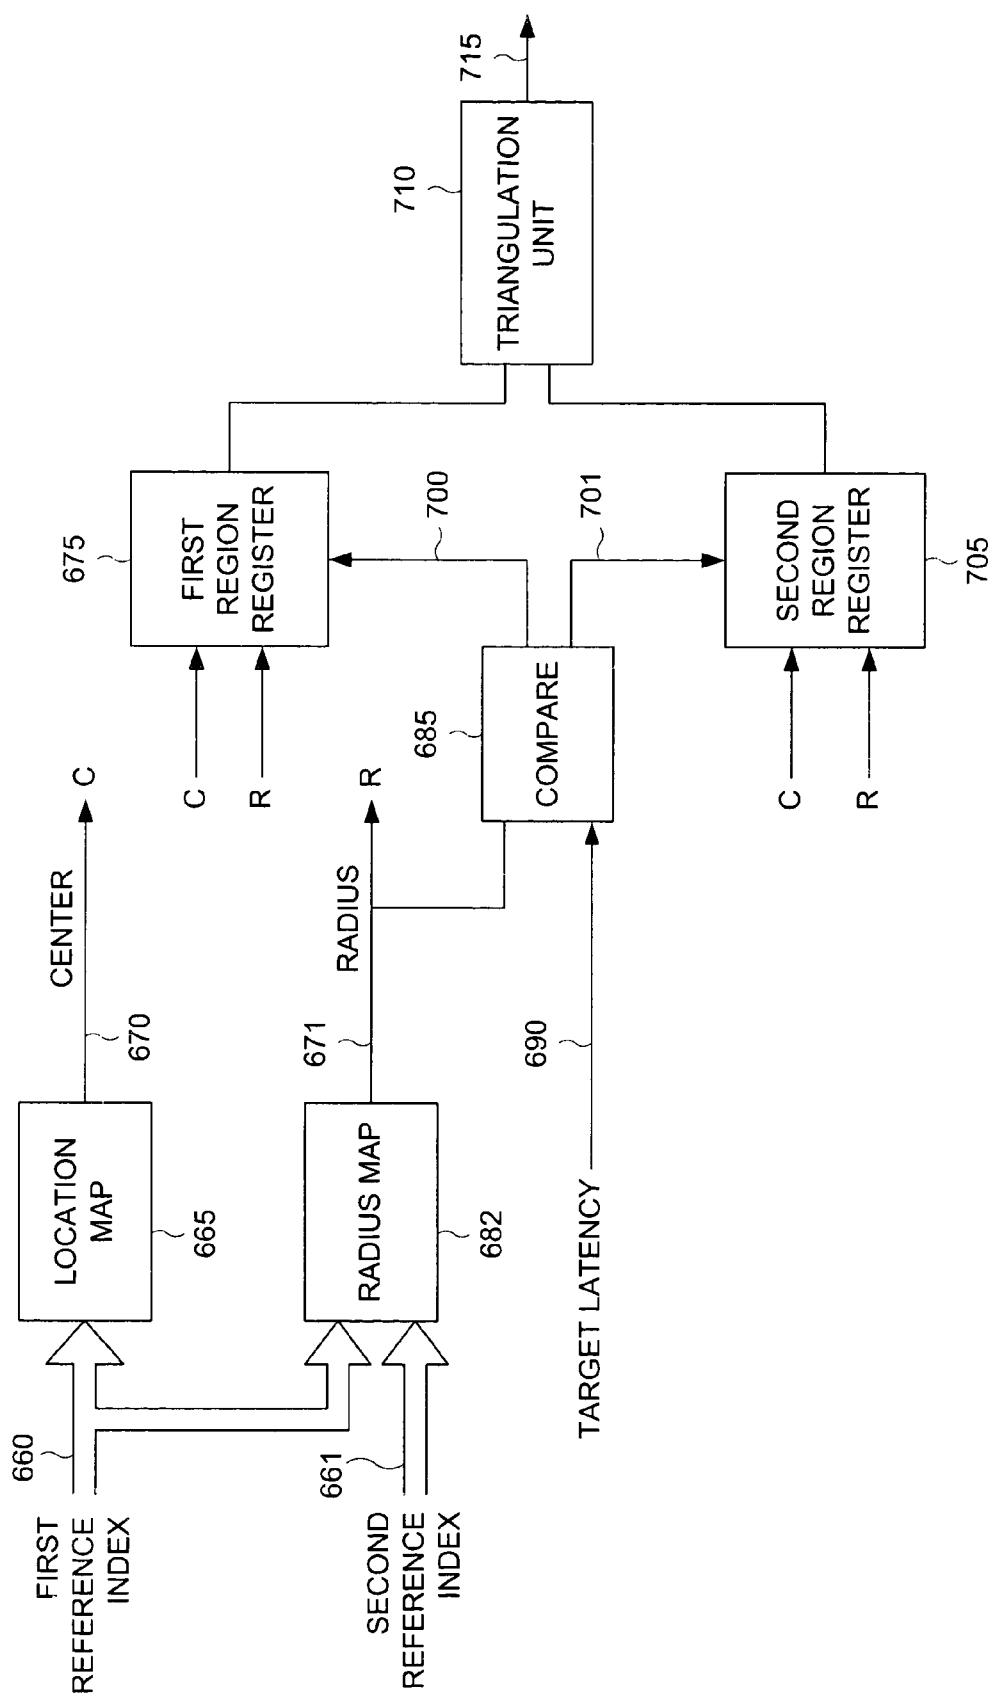 FIRST
REFERENCE
INDEX
660
LOCATION
MAP
665
670
CENTER
C
SECOND
REFERENCE
INDEX
661
RADIUS MAP
682
671
RADIUS
R
TARGET LATENCY
690
COMPARE
685
700
701
C
R
FIRST
REGION
REGISTER
675
C
R
SECOND
REGION
REGISTER
705
TRIANGULATION
UNIT
710
715